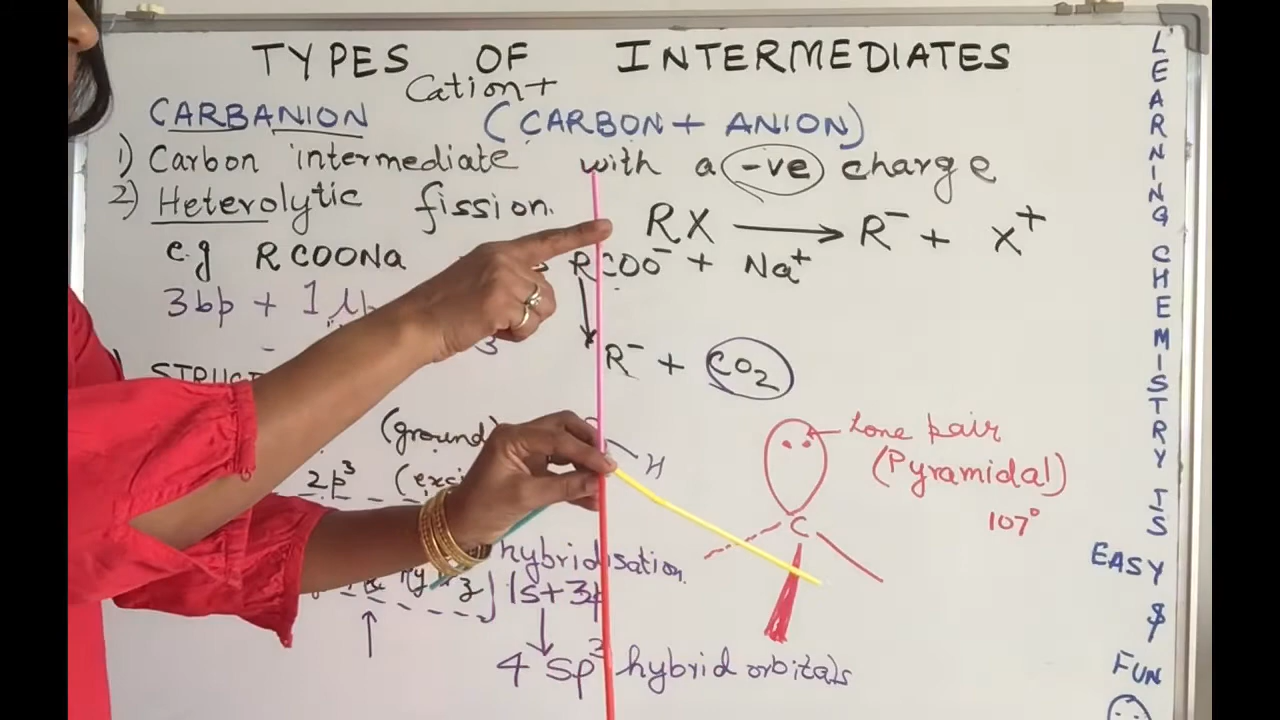 TYPES OF INTERMEDIATES
Cation+
CARBANION (CARBON + ANION)
1) Carbon intermediate with a -ve charge
2) Heterolytic fission.
RX → R⁻ + X⁺
e.g RCOONa RCOO⁻ + Na⁺
3bp + 1
3
R⁻ + CO₂
STRUCT
(ground)
2p³
H
Lone pair
(Pyramidal)
107°
C
hybridisation
1s + 3p
4 sp³ hybrid orbitals
LEARNING CHEMISTRY IS
EASY &
FUN